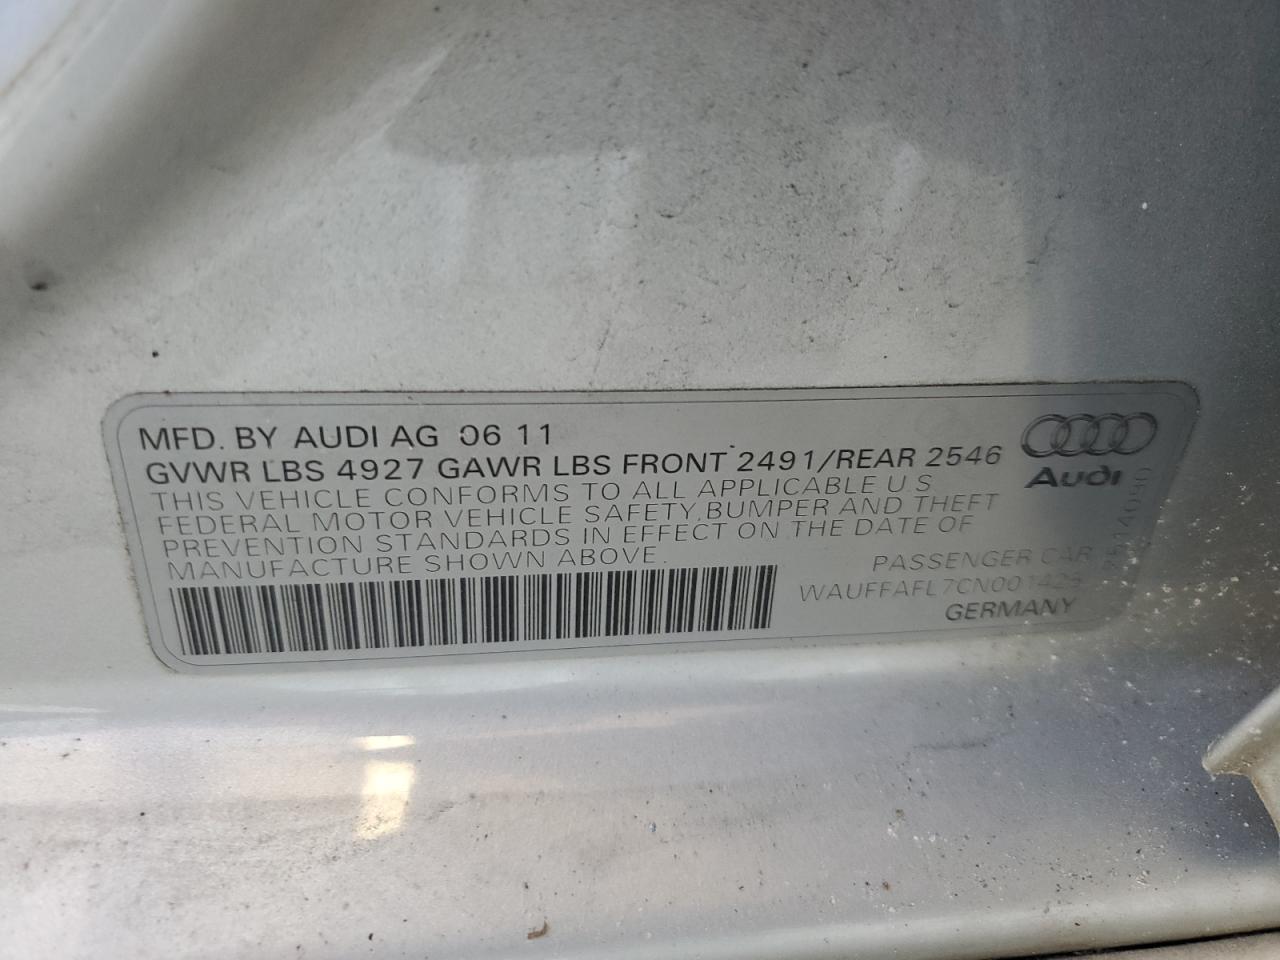 MFD. BY AUDI AG 06 11
GVWR LBS 4927 GAWR LBS FRONT 2491/REAR 2546
THIS VEHICLE CONFORMS TO ALL APPLICABLE U S
FEDERAL MOTOR VEHICLE SAFETY, BUMPER AND THEFT
PREVENTION STANDARDS IN EFFECT ON THE DATE OF
MANUFACTURE SHOWN ABOVE.
Audi
PASSENGER CAR
GERMANY